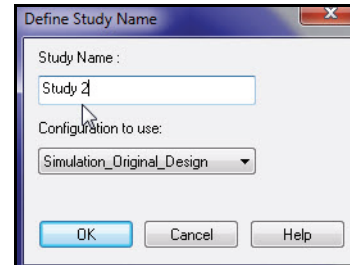 Define Study Name
Study Name :
Study 2
Configuration to use:
Simulation_Original_Design
OK Cancel Help